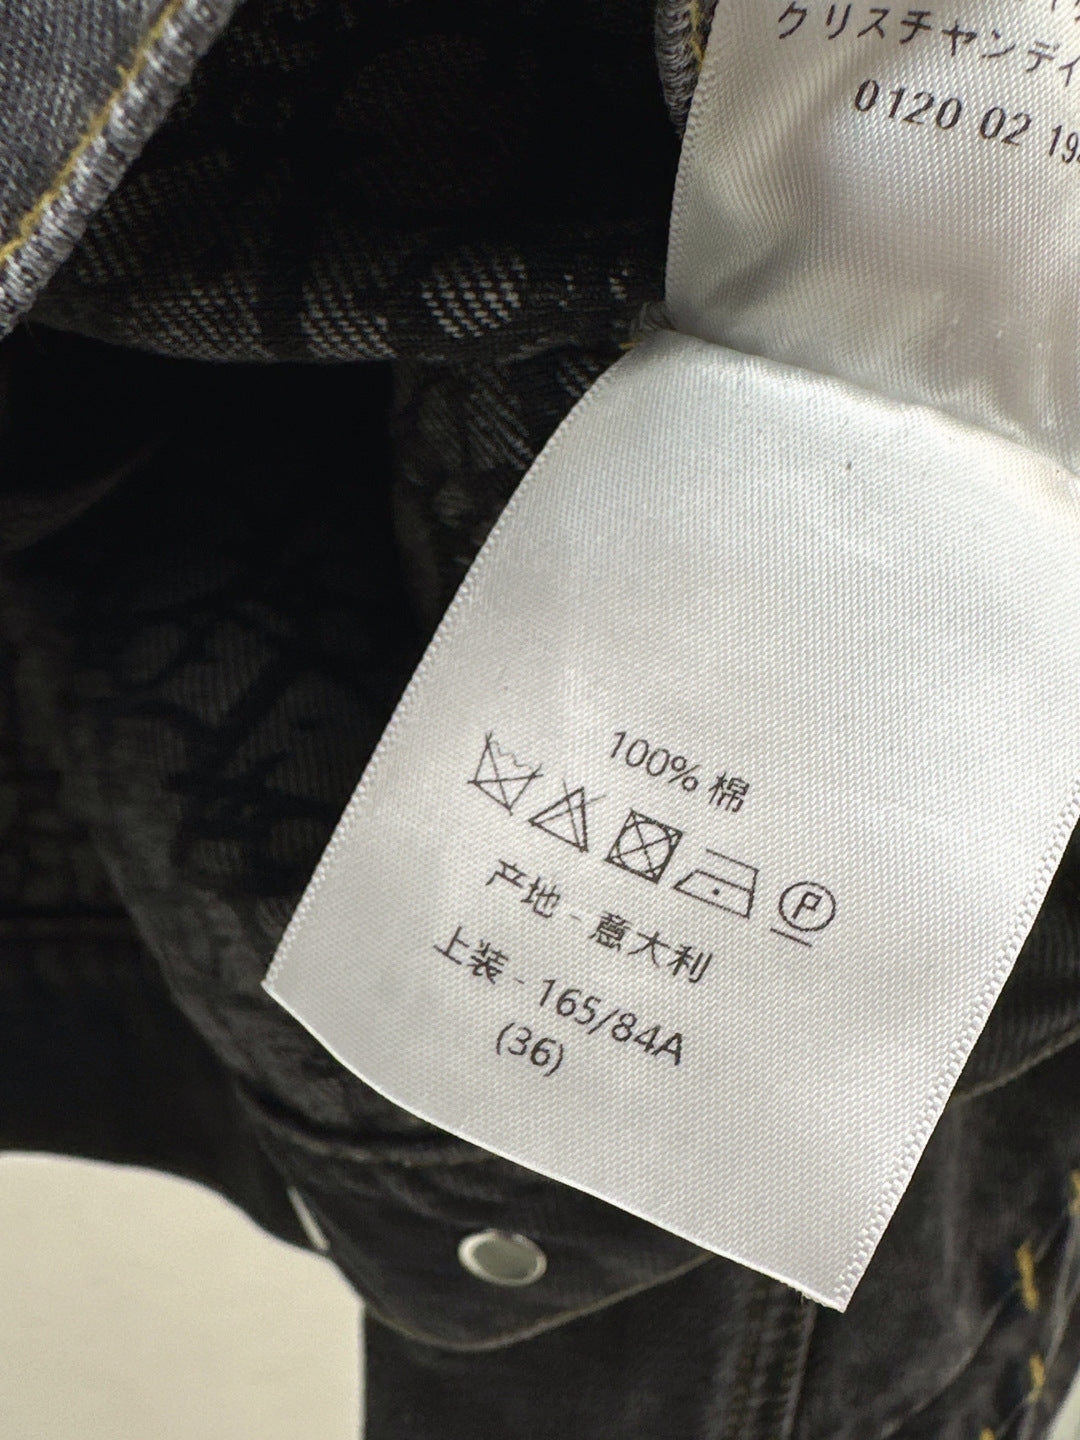 クリスチャンディ
0120 02 19
100% 棉
产地 - 意大利
上装 - 165/84A
(36)